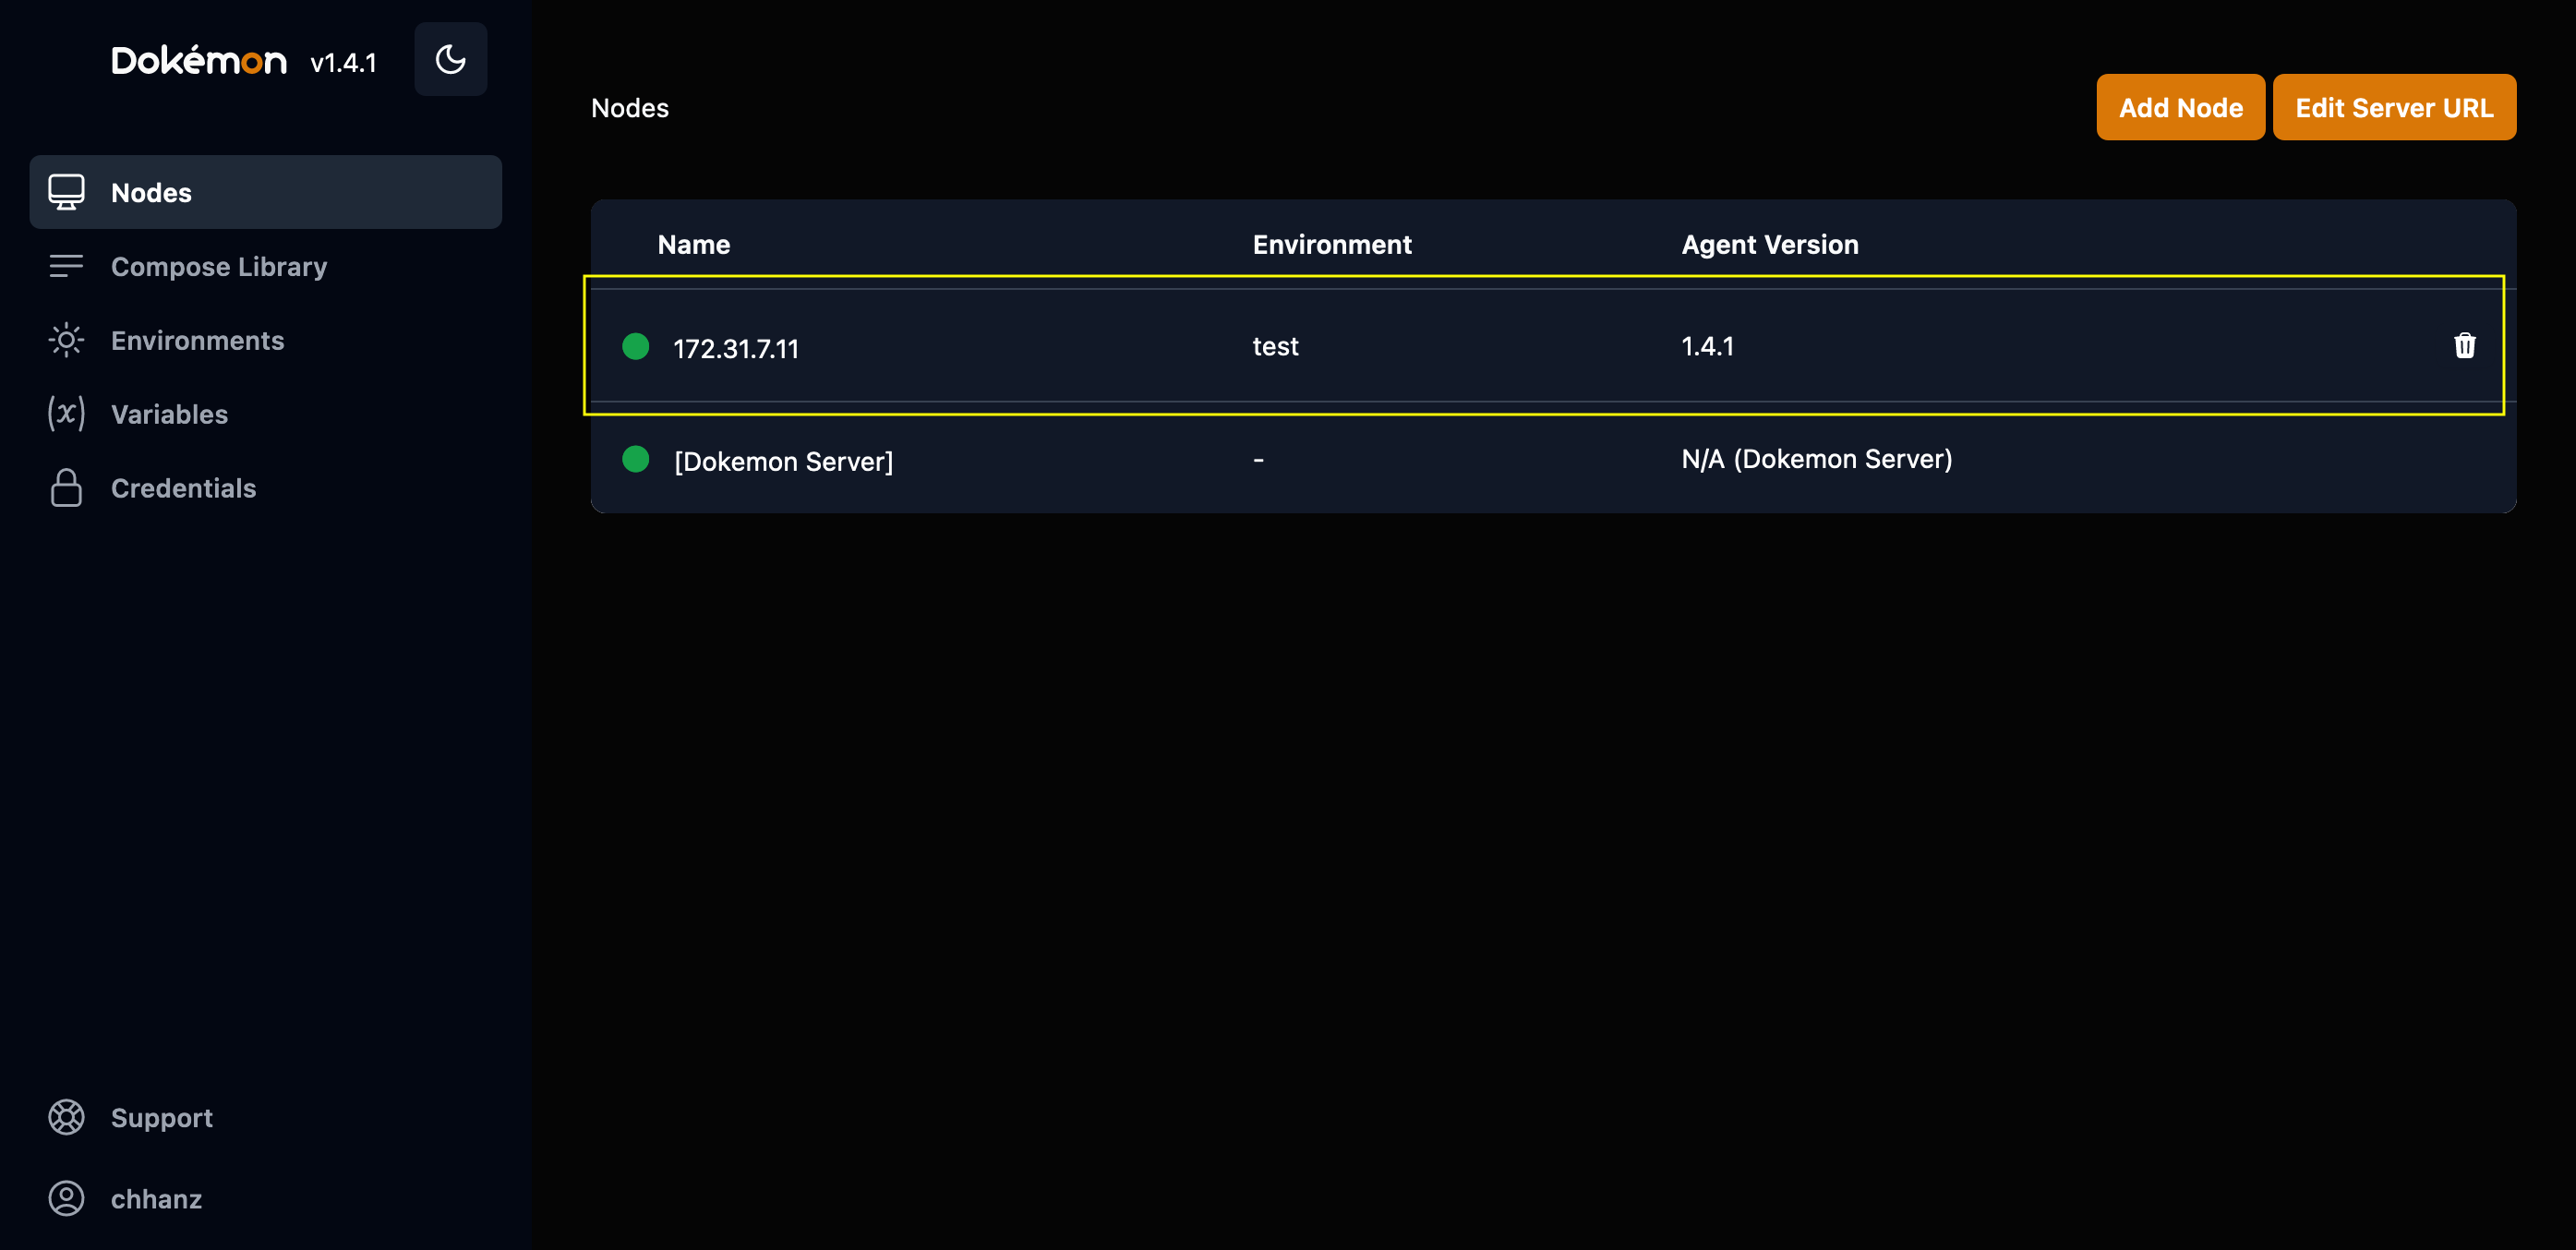 Dokémon v1.4.1
Nodes
Compose Library
Environments
(x) Variables
Credentials
Support
chhanz
Nodes
Add Node
Edit Server URL
Name Environment Agent Version
172.31.7.11 test 1.4.1
[Dokemon Server] - N/A (Dokemon Server)